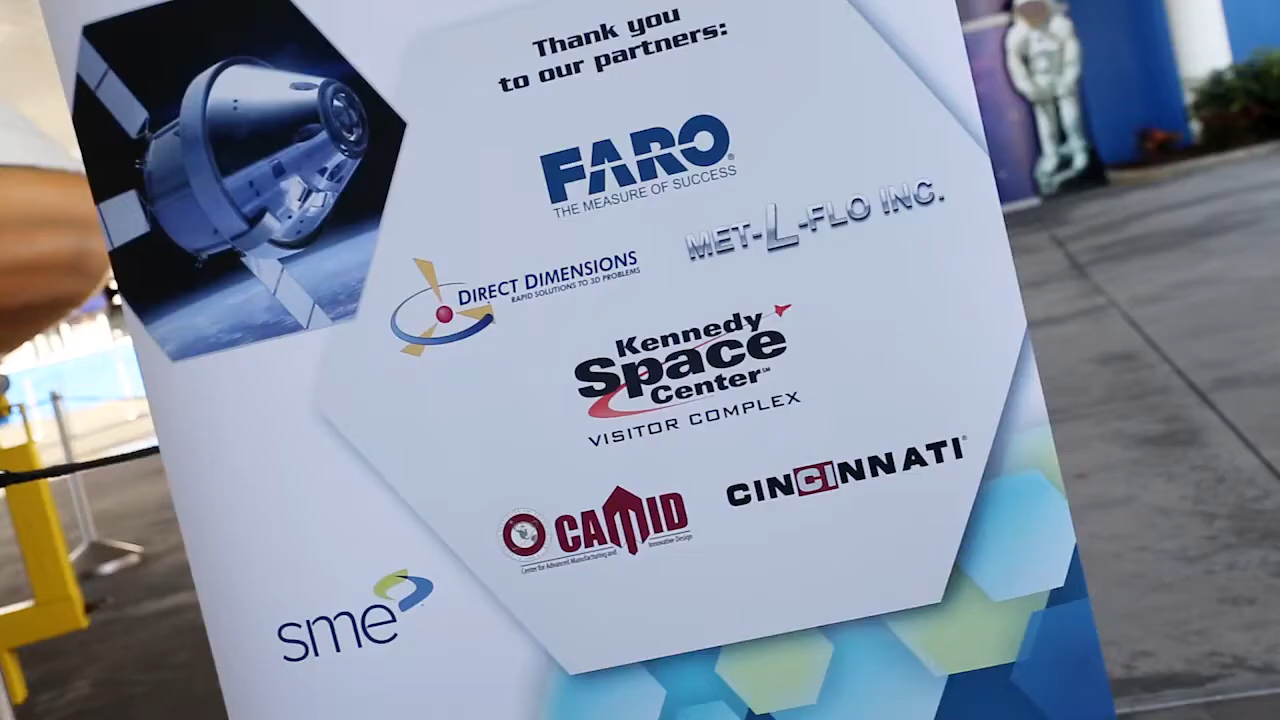 Thank you
to our partners:
FARO®
THE MEASURE OF SUCCESS
MET-L-FLO INC.
DIRECT DIMENSIONS
RAPID SOLUTIONS TO 3D PROBLEMS
Kennedy
Space
Center℠
VISITOR COMPLEX
CINCINNATI®
CAMID
Center for Advanced Manufacturing and Innovative Design
sme